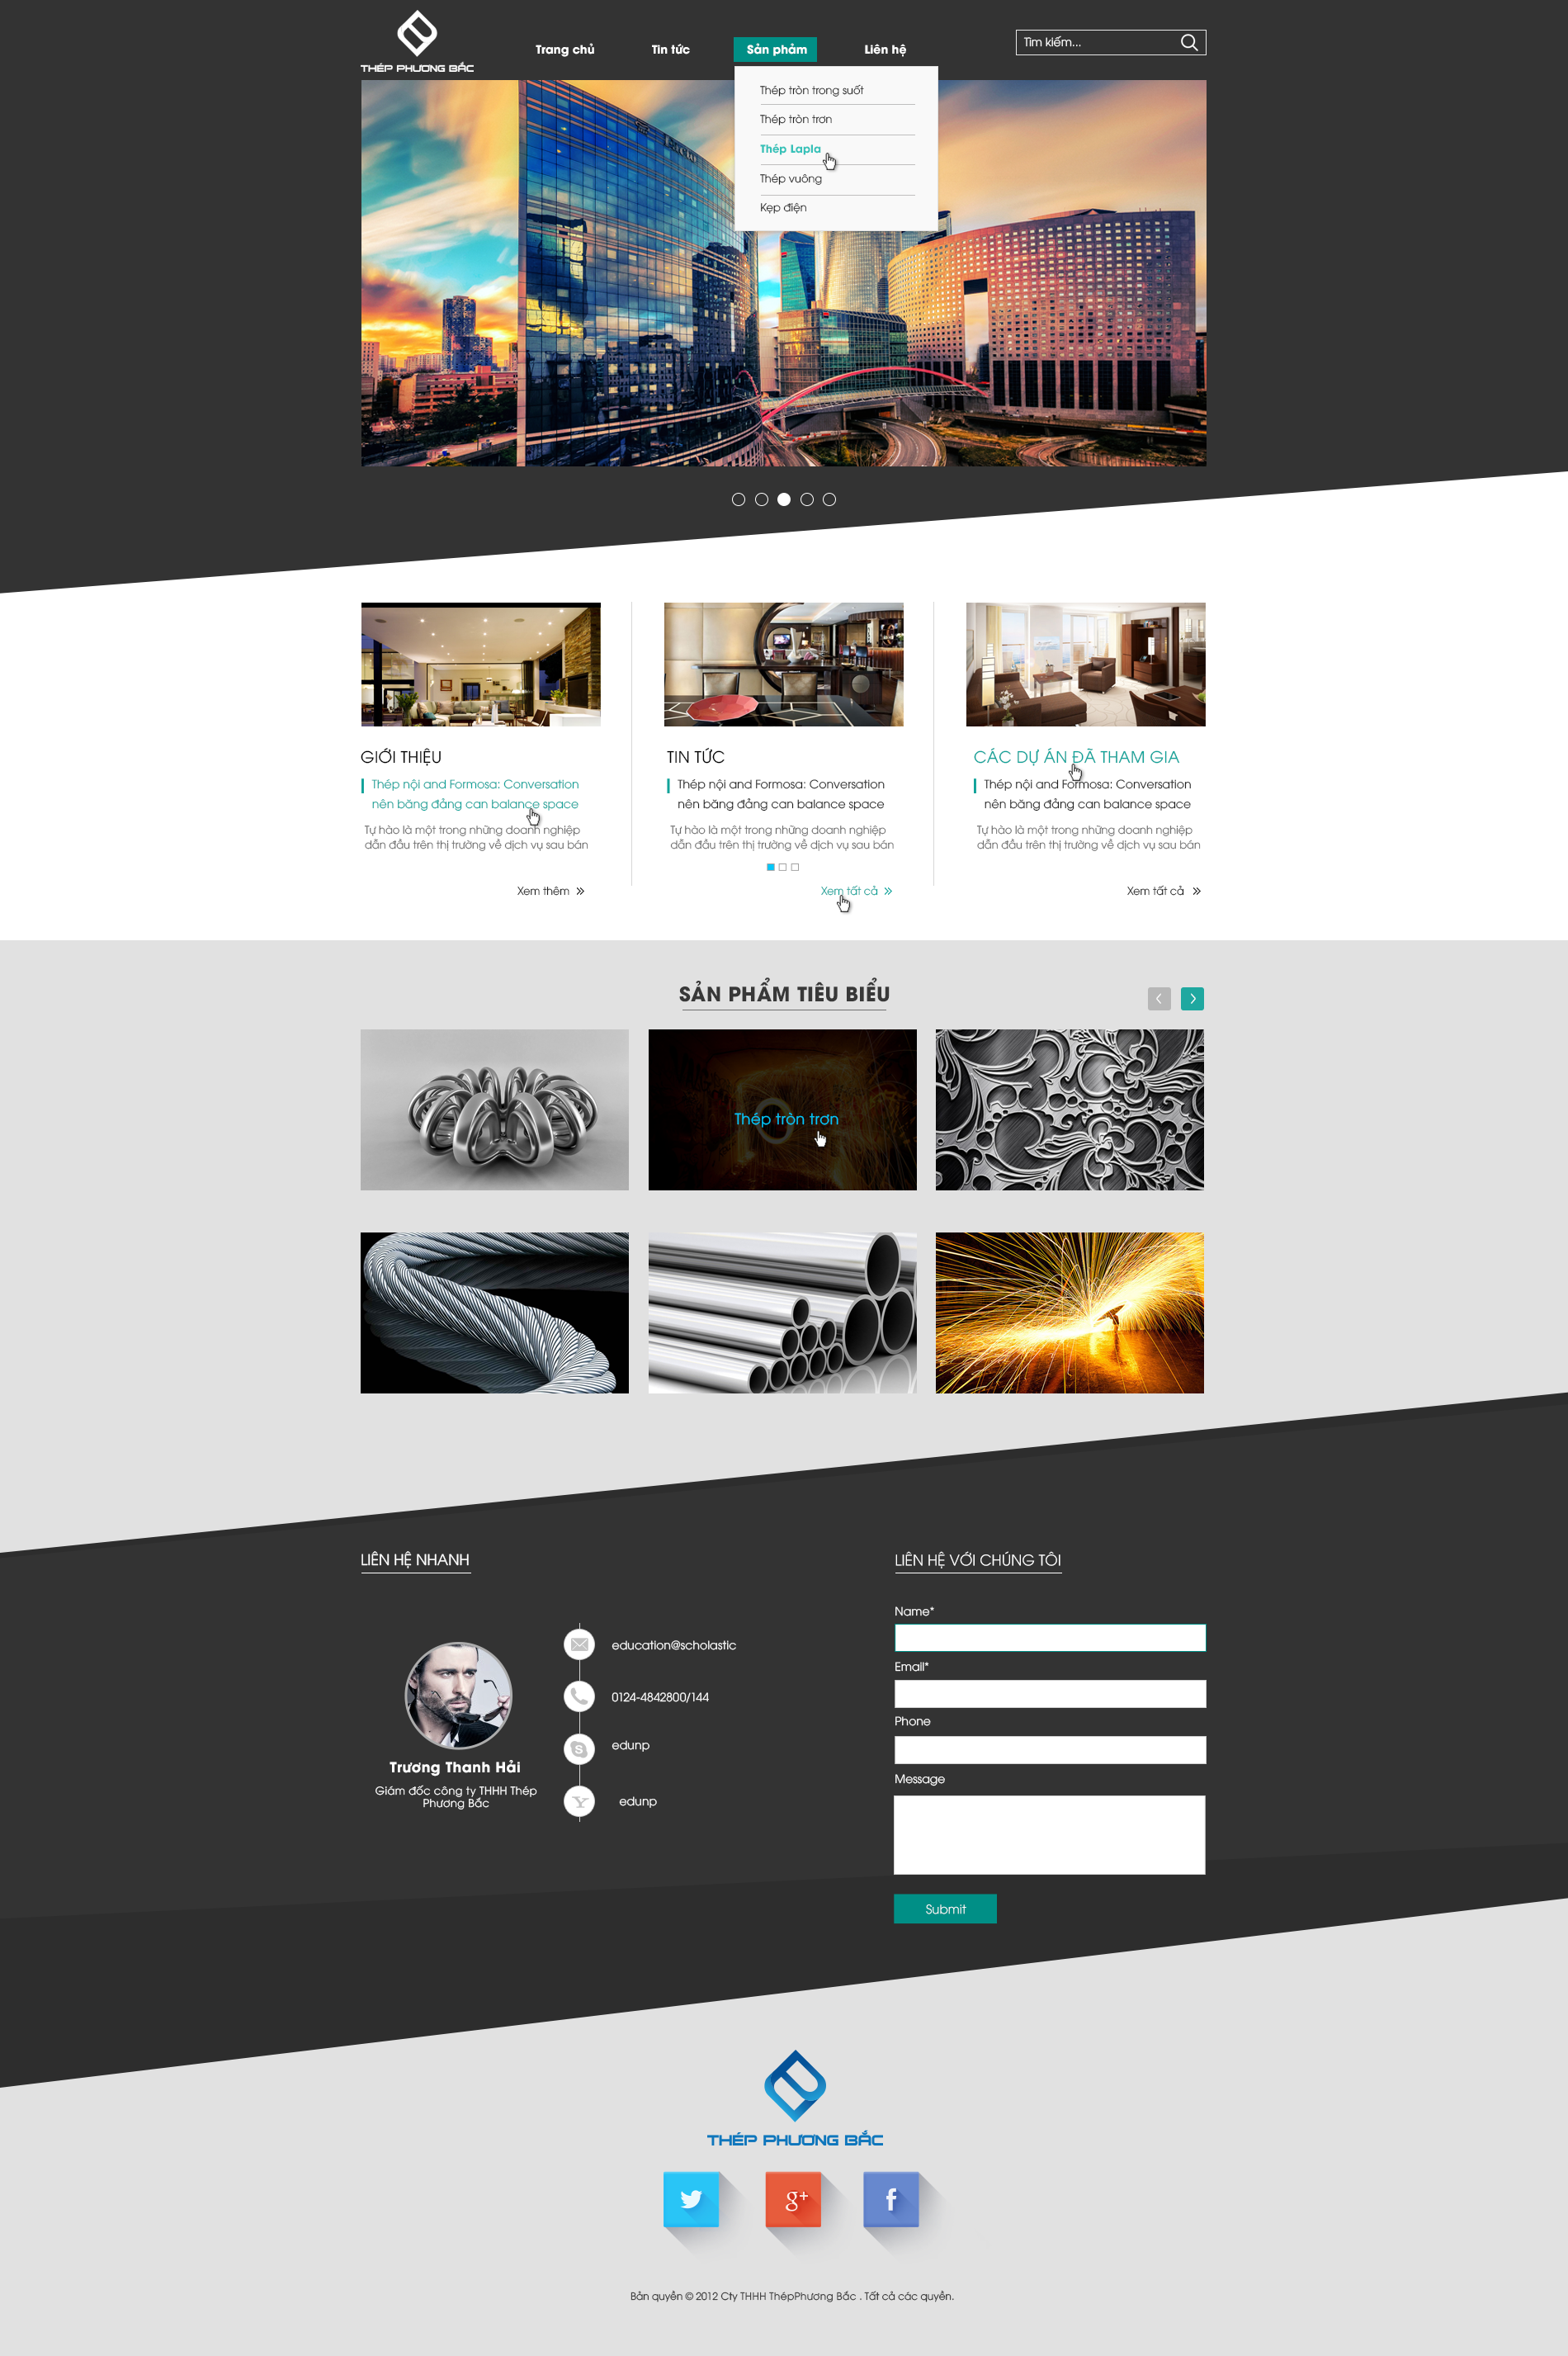 THÉP PHƯƠNG BẮC
Trang chủ
Tin tức
Sản phảm
Liên hệ
Tìm kiếm...
Thép tròn trong suốt
Thép tròn trơn
Thép Lapla
Thép vuông
Kẹp điện
GIỚI THIỆU
Thép nội and Formosa: Conversation
nên băng đảng can balance space
Tự hào là một trong những doanh nghiệp
dẫn đầu trên thị trường về dịch vụ sau bán
Xem thêm »
TIN TỨC
Thép nội and Formosa: Conversation
nên băng đảng can balance space
Tự hào là một trong những doanh nghiệp
dẫn đầu trên thị trường về dịch vụ sau bán
Xem tất cả »
CÁC DỰ ÁN ĐÃ THAM GIA
Thép nội and Formosa: Conversation
nên băng đảng can balance space
Tự hào là một trong những doanh nghiệp
dẫn đầu trên thị trường về dịch vụ sau bán
Xem tất cả »
SẢN PHẨM TIÊU BIỂU
Thép tròn trơn
LIÊN HỆ NHANH
Trương Thanh Hải
Giám đốc công ty THHH Thép
Phương Bắc
education@scholastic
0124-4842800/144
edunp
edunp
LIÊN HỆ VỚI CHÚNG TÔI
Name*
Email*
Phone
Message
Submit
THÉP PHƯƠNG BẮC
g+
f
Bản quyền © 2012 Cty THHH ThépPhương Bắc . Tất cả các quyền.